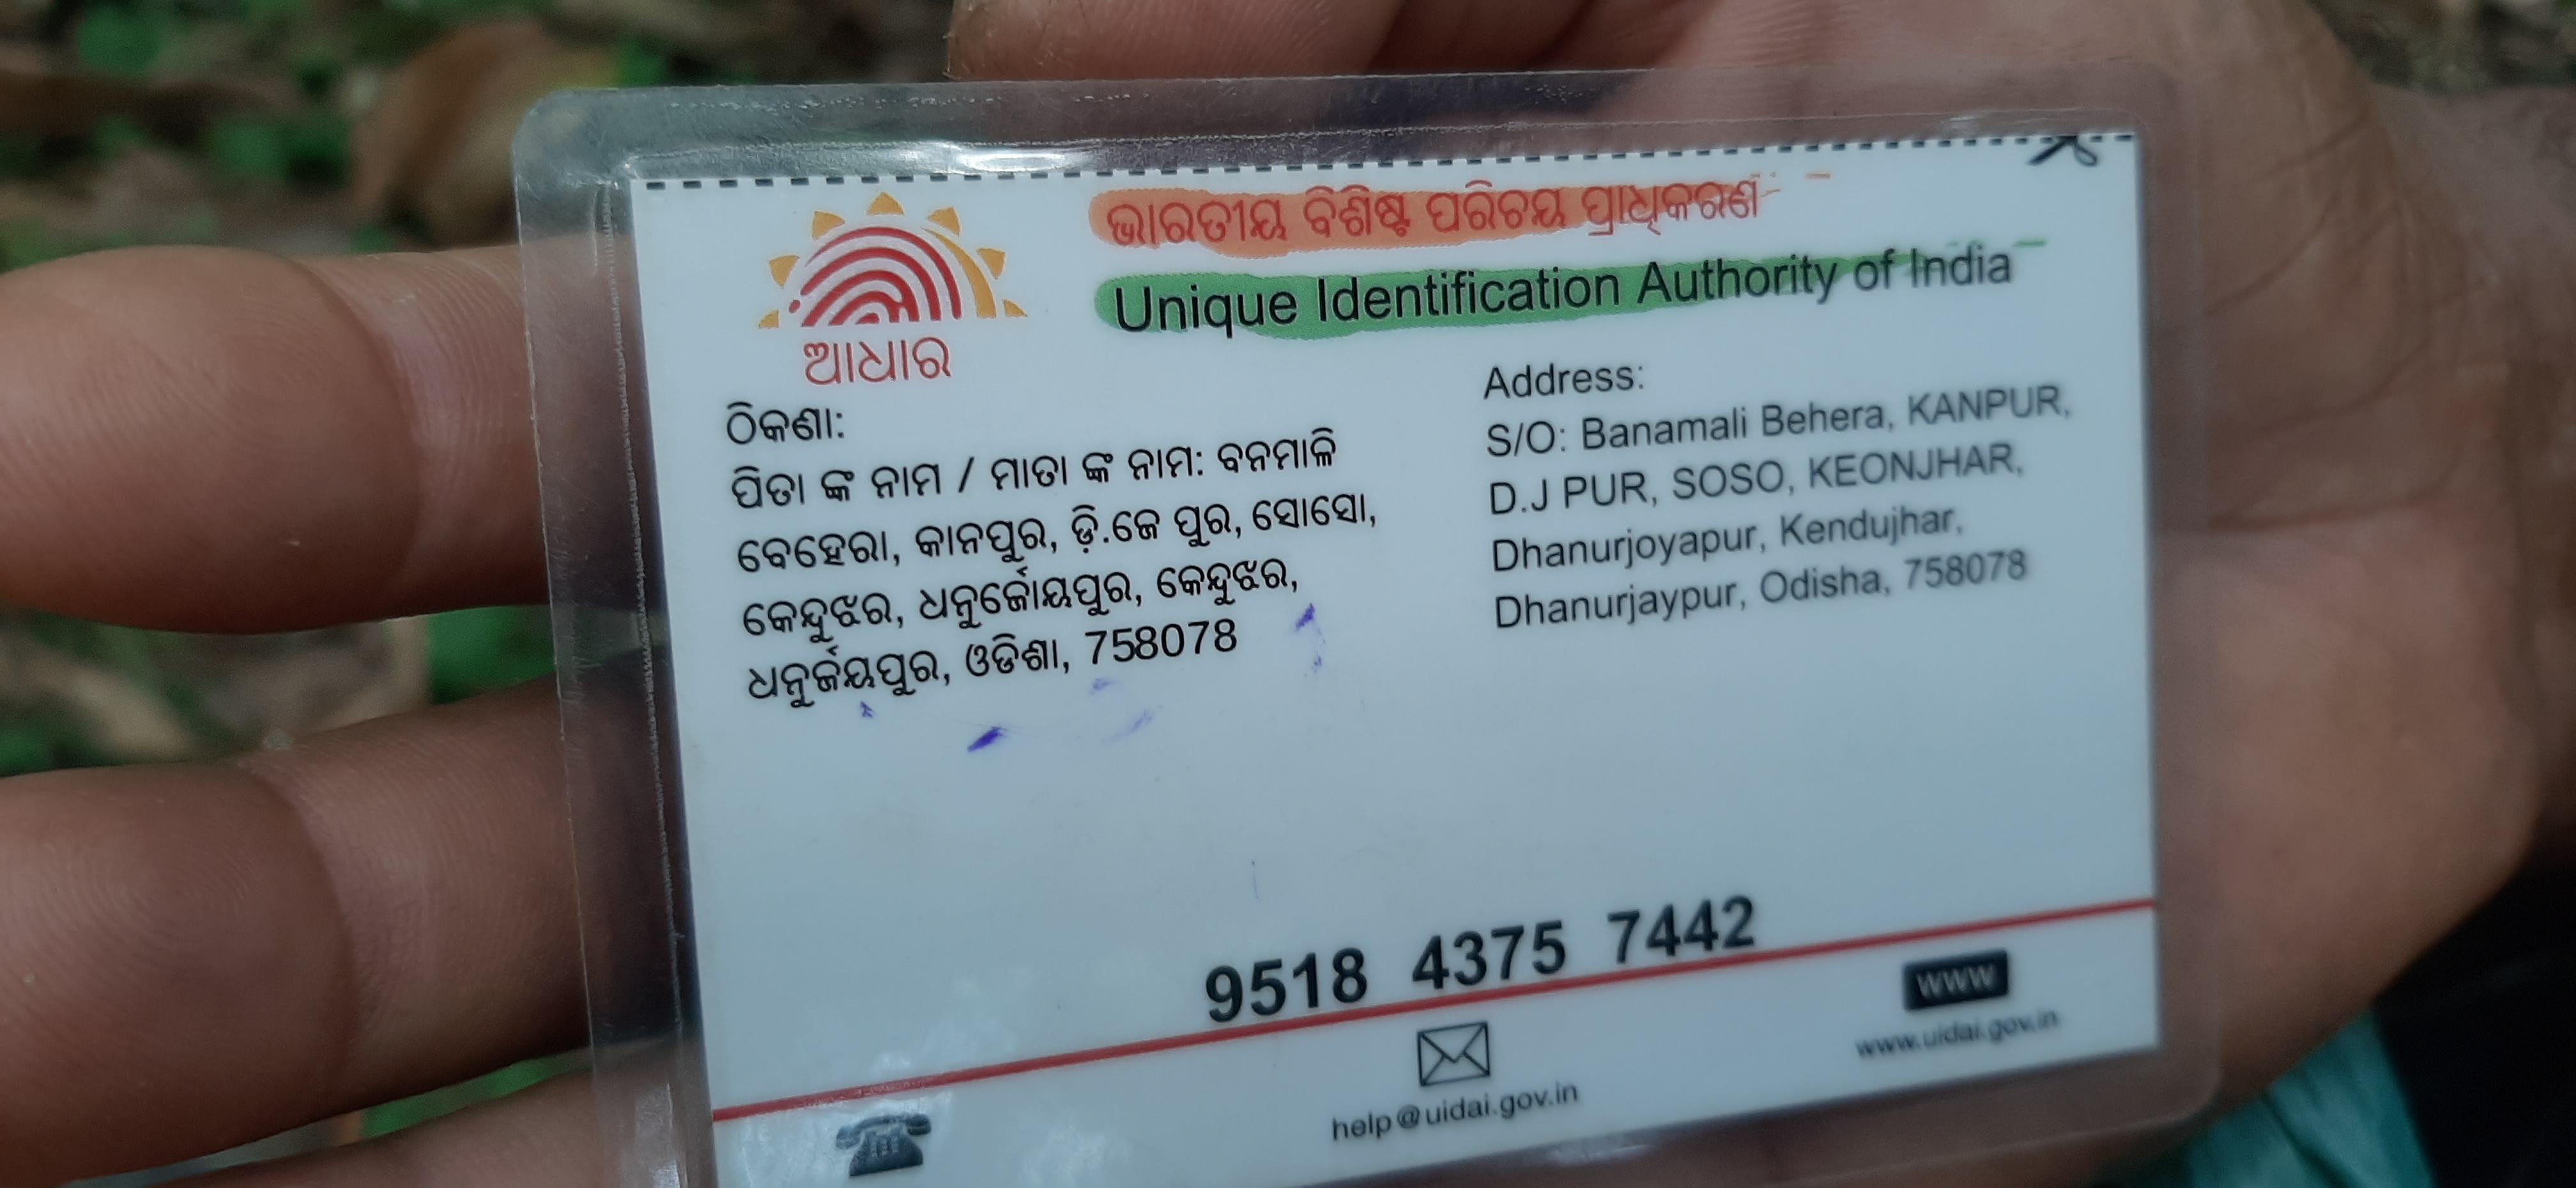 ଭାରତୀୟ ବିଶିଷ୍ଟ ପରିଚୟ ପ୍ରାଧିକରଣ
Unique Identification Authority of India
ଆଧାର
ଠିକଣା:
ପିତା ଙ୍କ ନାମ / ମାତା ଙ୍କ ନାମ: ବନମାଳି
ବେହେରା, କାନପୁର, ଡ଼ି.ଜେ ପୁର, ସୋସୋ,
କେନ୍ଦୁଝର, ଧନୁର୍ଜୋୟପୁର, କେନ୍ଦୁଝର,
ଧନୁର୍ଜୟପୁର, ଓଡିଶା, 758078
Address:
S/O: Banamali Behera, KANPUR,
D.J PUR, SOSO, KEONJHAR,
Dhanurjoyapur, Kendujhar,
Dhanurjaypur, Odisha, 758078
9518 4375 7442
help@uidai.gov.in
WWW
www.uidai.gov.in